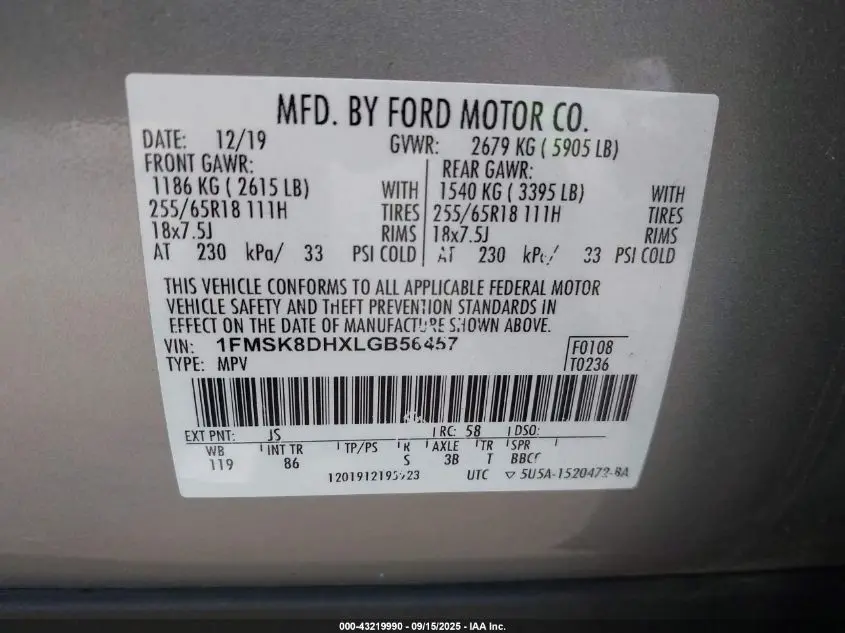 MFD. BY FORD MOTOR CO.
DATE: 12/19 GVWR: 2679 KG ( 5905 LB)
FRONT GAWR: REAR GAWR:
1186 KG ( 2615 LB) WITH 1540 KG ( 3395 LB) WITH
255/65R18 111H TIRES 255/65R18 111H TIRES
18x7.5J RIMS 18x7.5J RIMS
AT 230 kPa/ 33 PSI COLD AT 230 kPa/ 33 PSI COLD
THIS VEHICLE CONFORMS TO ALL APPLICABLE FEDERAL MOTOR
VEHICLE SAFETY AND THEFT PREVENTION STANDARDS IN
EFFECT ON THE DATE OF MANUFACTURE SHOWN ABOVE.
VIN: 1FMSK8DHXLGB56457 F0108
TYPE: MPV T0236
EXT PNT: JS RC: 58 DSO:
WB INT TR TP/PS R AXLE TR SPR
119 86 S 3B T
UTC
000-43219990 - 09/15/2025 - IAA Inc.